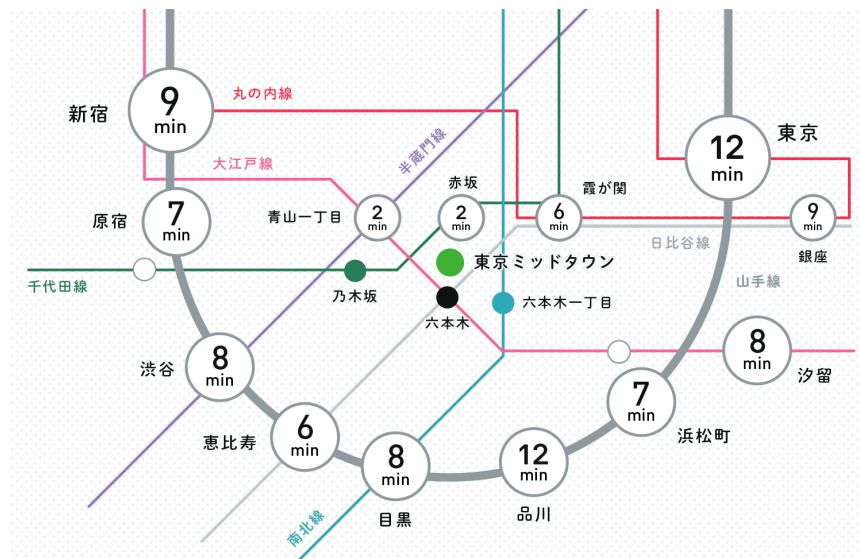 新宿
9
min
丸の内線
半蔵門線
東京
12
min
大江戸線
赤坂
霞が関
原宿
7
min
青山一丁目
2
min
2
min
6
min
9
min
日比谷線
銀座
千代田線
乃木坂
東京ミッドタウン
山手線
六本木
六本木一丁目
渋谷
8
min
8
min
汐留
恵比寿
6
min
7
min
浜松町
8
min
目黒
12
min
品川
南北線